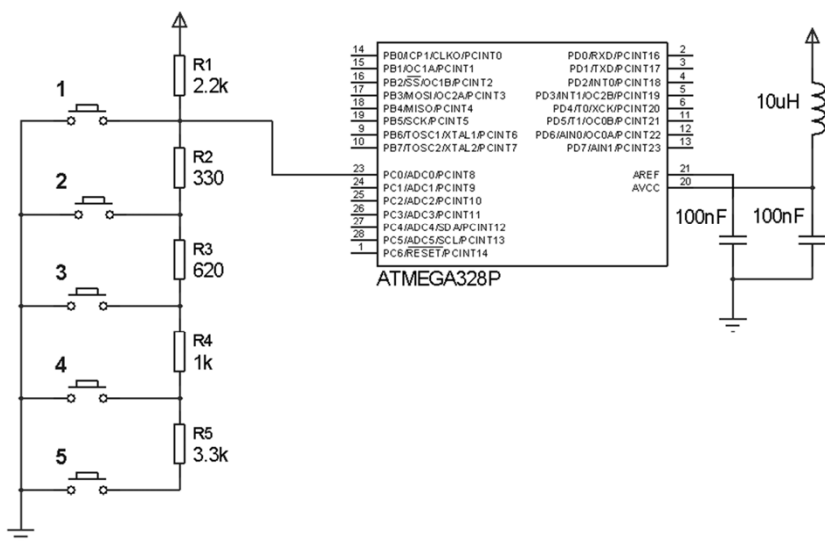 R1
2.2k
1
R2
330
2
R3
620
3
R4
1k
4
R5
3.3k
5
14 PB0/ICP1/CLKO/PCINT0
15 PB1/OC1A/PCINT1
16 PB2/SS/OC1B/PCINT2
17 PB3/MOSI/OC2A/PCINT3
18 PB4/MISO/PCINT4
19 PB5/SCK/PCINT5
9 PB6/TOSC1/XTAL1/PCINT6
10 PB7/TOSC2/XTAL2/PCINT7
23 PC0/ADC0/PCINT8
24 PC1/ADC1/PCINT9
25 PC2/ADC2/PCINT10
26 PC3/ADC3/PCINT11
27 PC4/ADC4/SDA/PCINT12
28 PC5/ADC5/SCL/PCINT13
1 PC6/RESET/PCINT14
PD0/RXD/PCINT16 2
PD1/TXD/PCINT17 3
PD2/INT0/PCINT18 4
PD3/INT1/OC2B/PCINT19 5
PD4/T0/XCK/PCINT20 6
PD5/T1/OC0B/PCINT21 11
PD6/AIN0/OC0A/PCINT22 12
PD7/AIN1/PCINT23 13
AREF 21
AVCC 20
ATMEGA328P
10uH
100nF
100nF